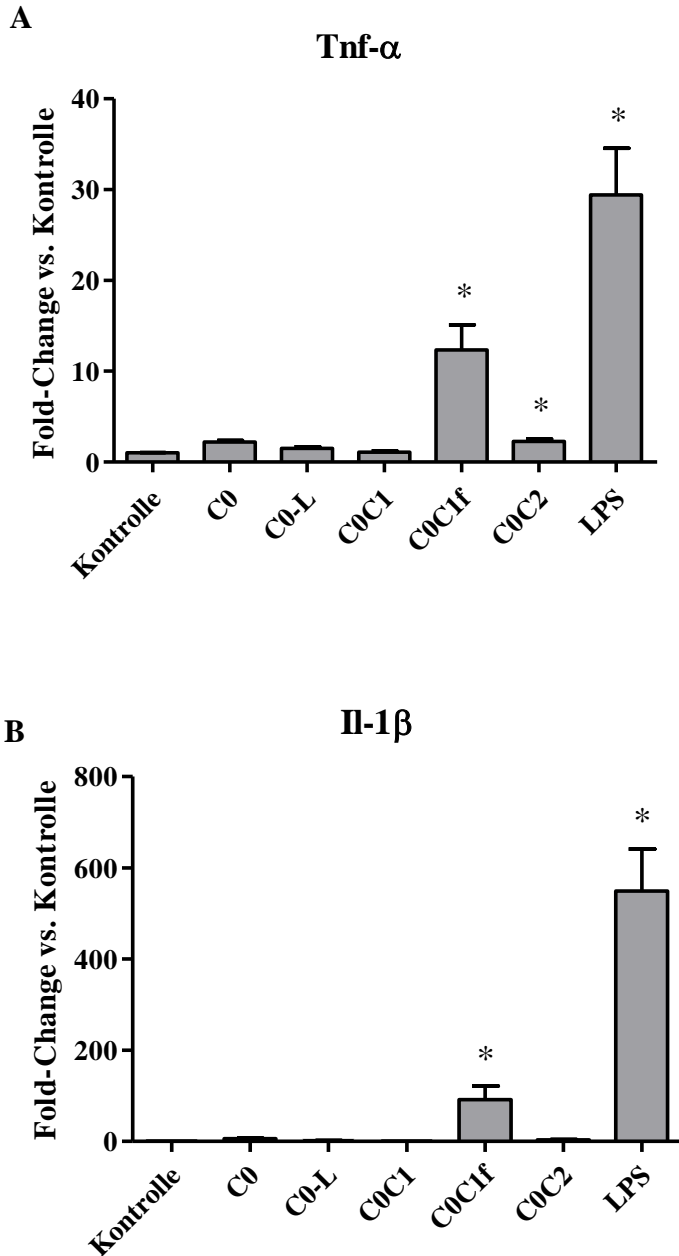 A
Tnf-α
Fold-Change vs. Kontrolle
40
30
20
10
0
*
*
*
Kontrolle
C0
C0-L
C0C1
C0C1f
C0C2
LPS
B
Il-1β
Fold-Change vs. Kontrolle
800
600
400
200
0
*
*
Kontrolle
C0
C0-L
C0C1
C0C1f
C0C2
LPS